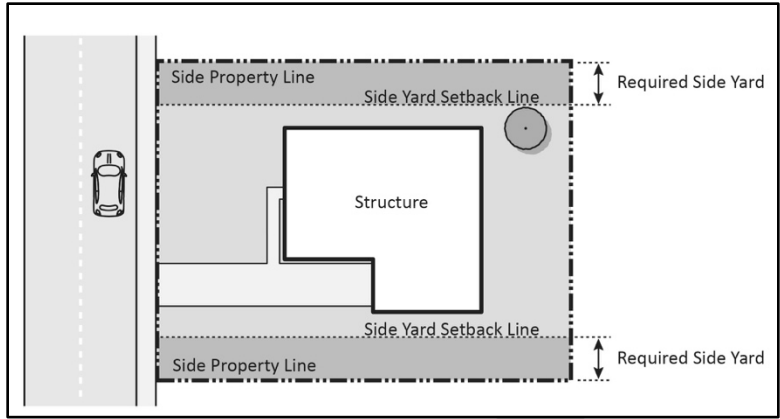 Side Property Line
Required Side Yard
Side Yard Setback Line
Structure
Side Yard Setback Line
Side Property Line
Required Side Yard